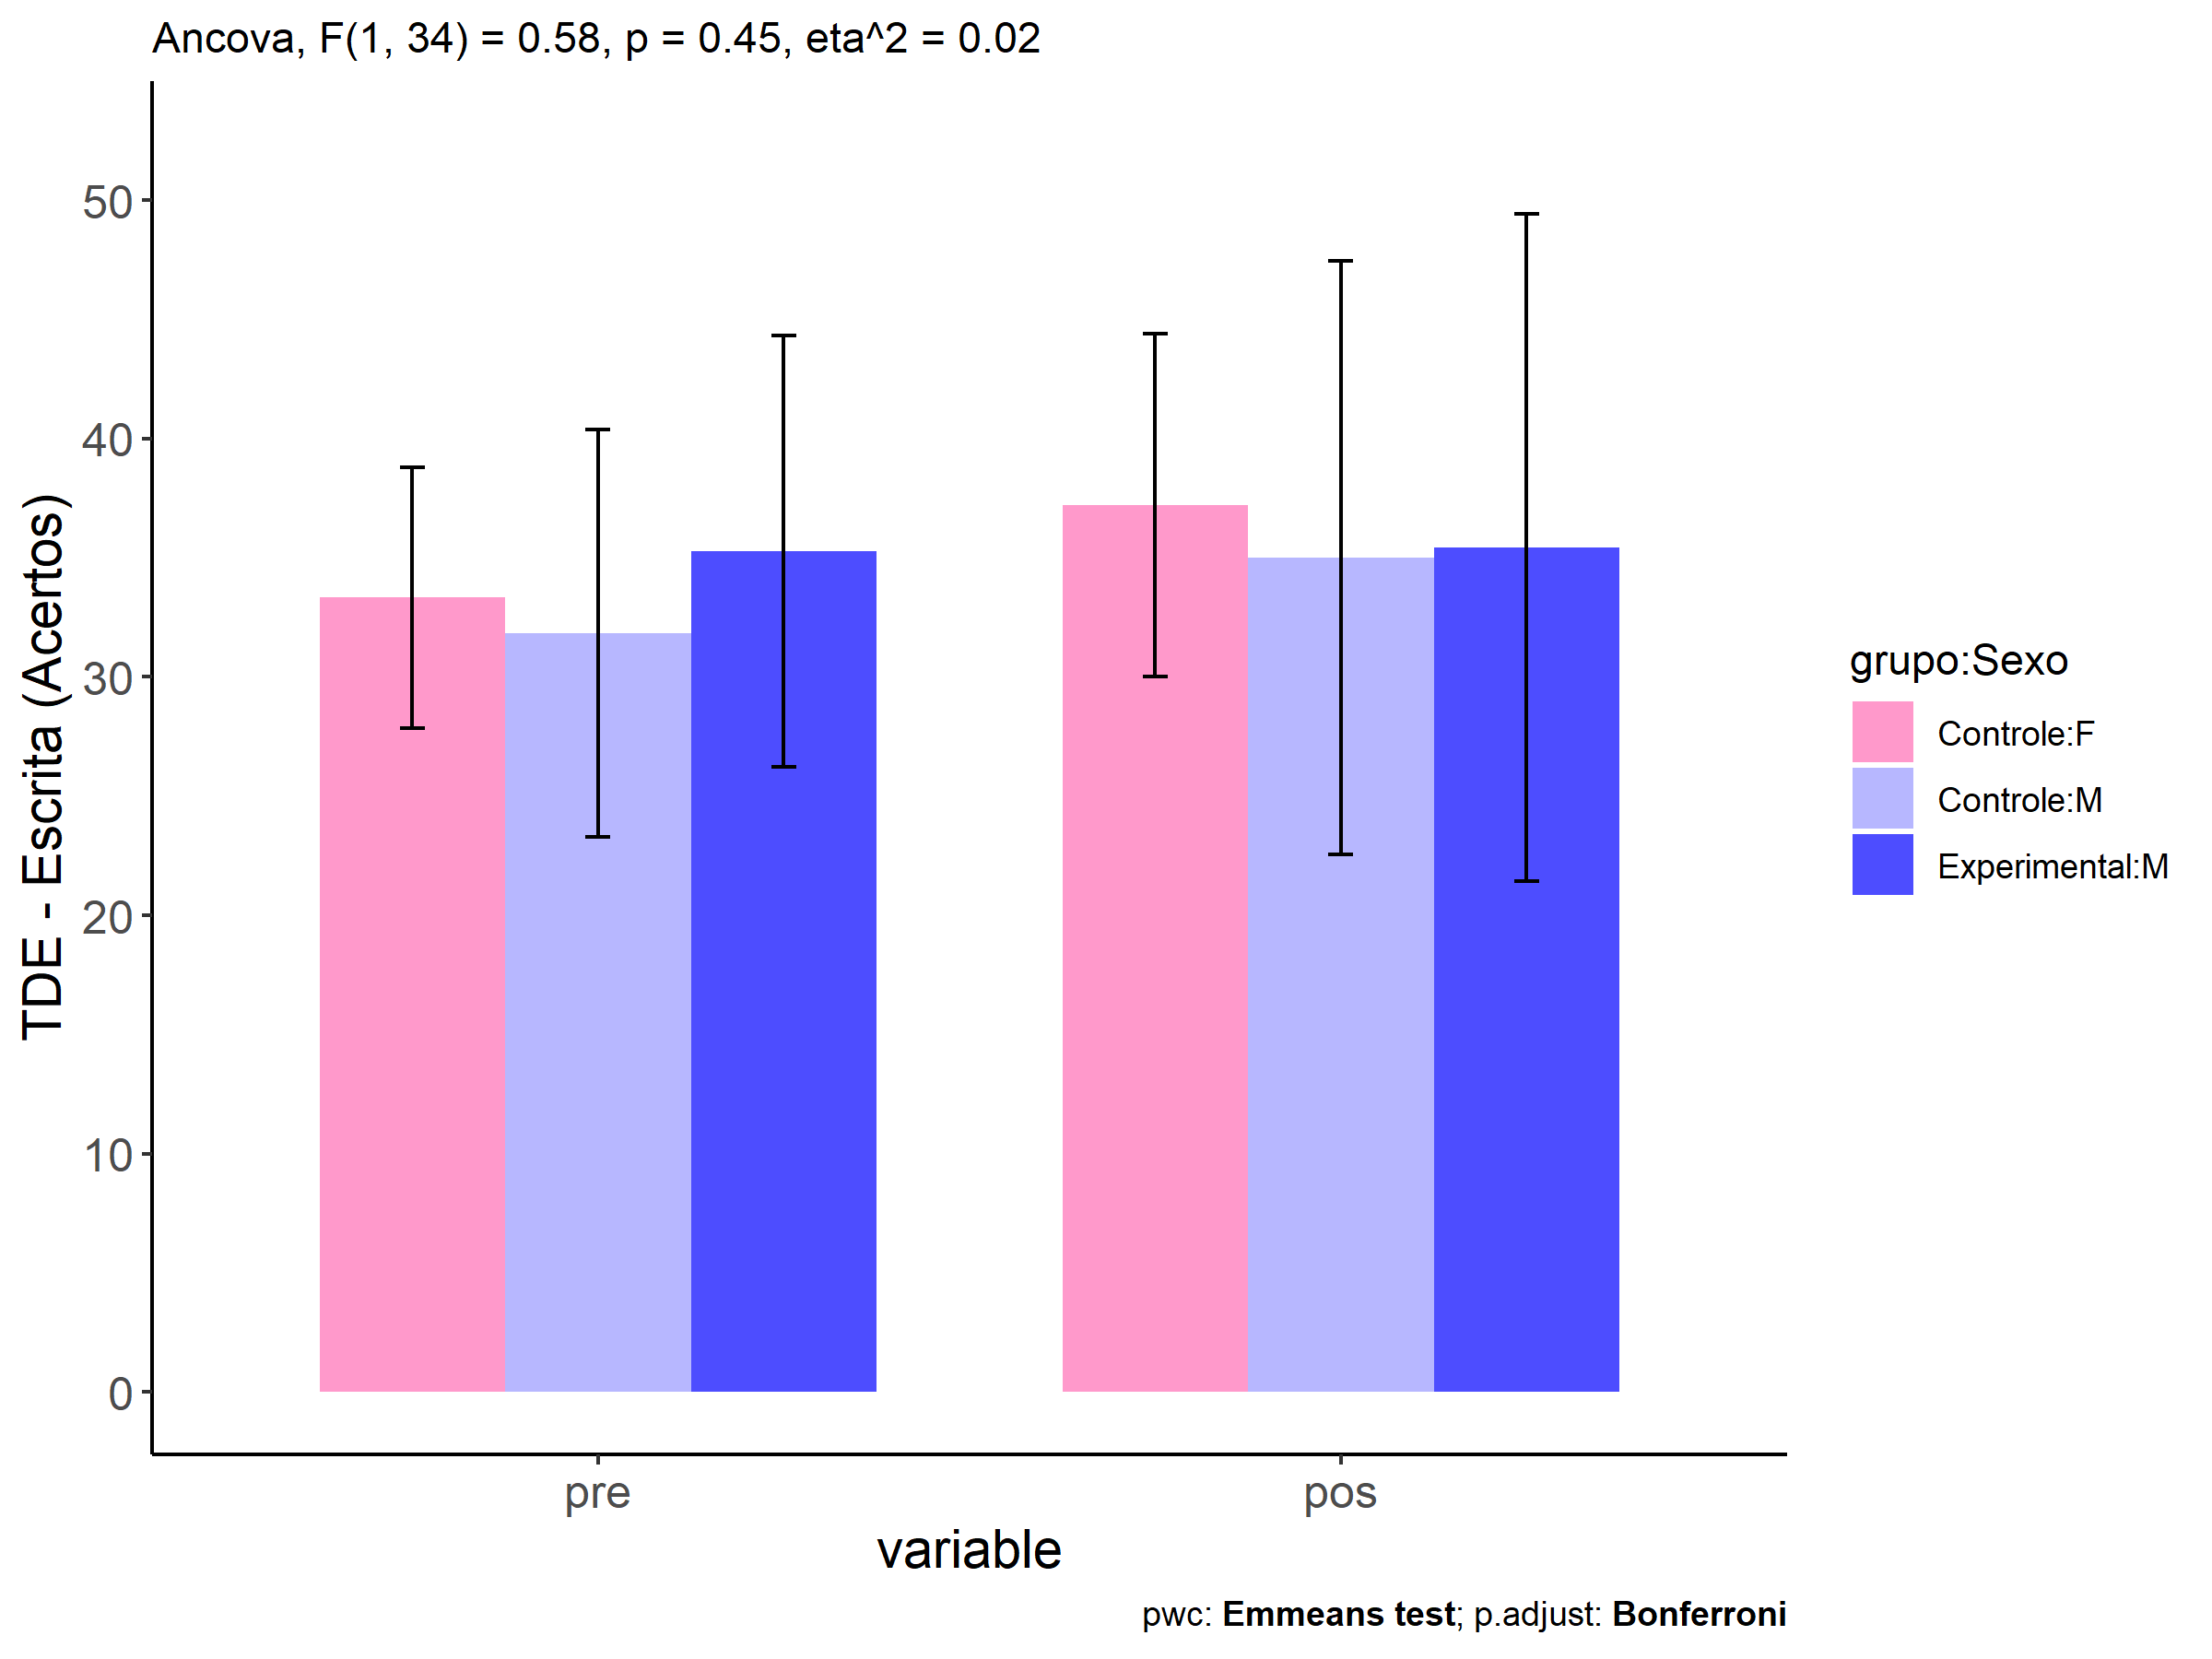 Ancova, F(1, 34) = 0.58, p = 0.45, eta^2 = 0.02
TDE - Escrita (Acertos)
50
40
30
20
10
0
pre
pos
variable
grupo:Sexo
Controle:F
Controle:M
Experimental:M
pwc: Emmeans test; p.adjust: Bonferroni